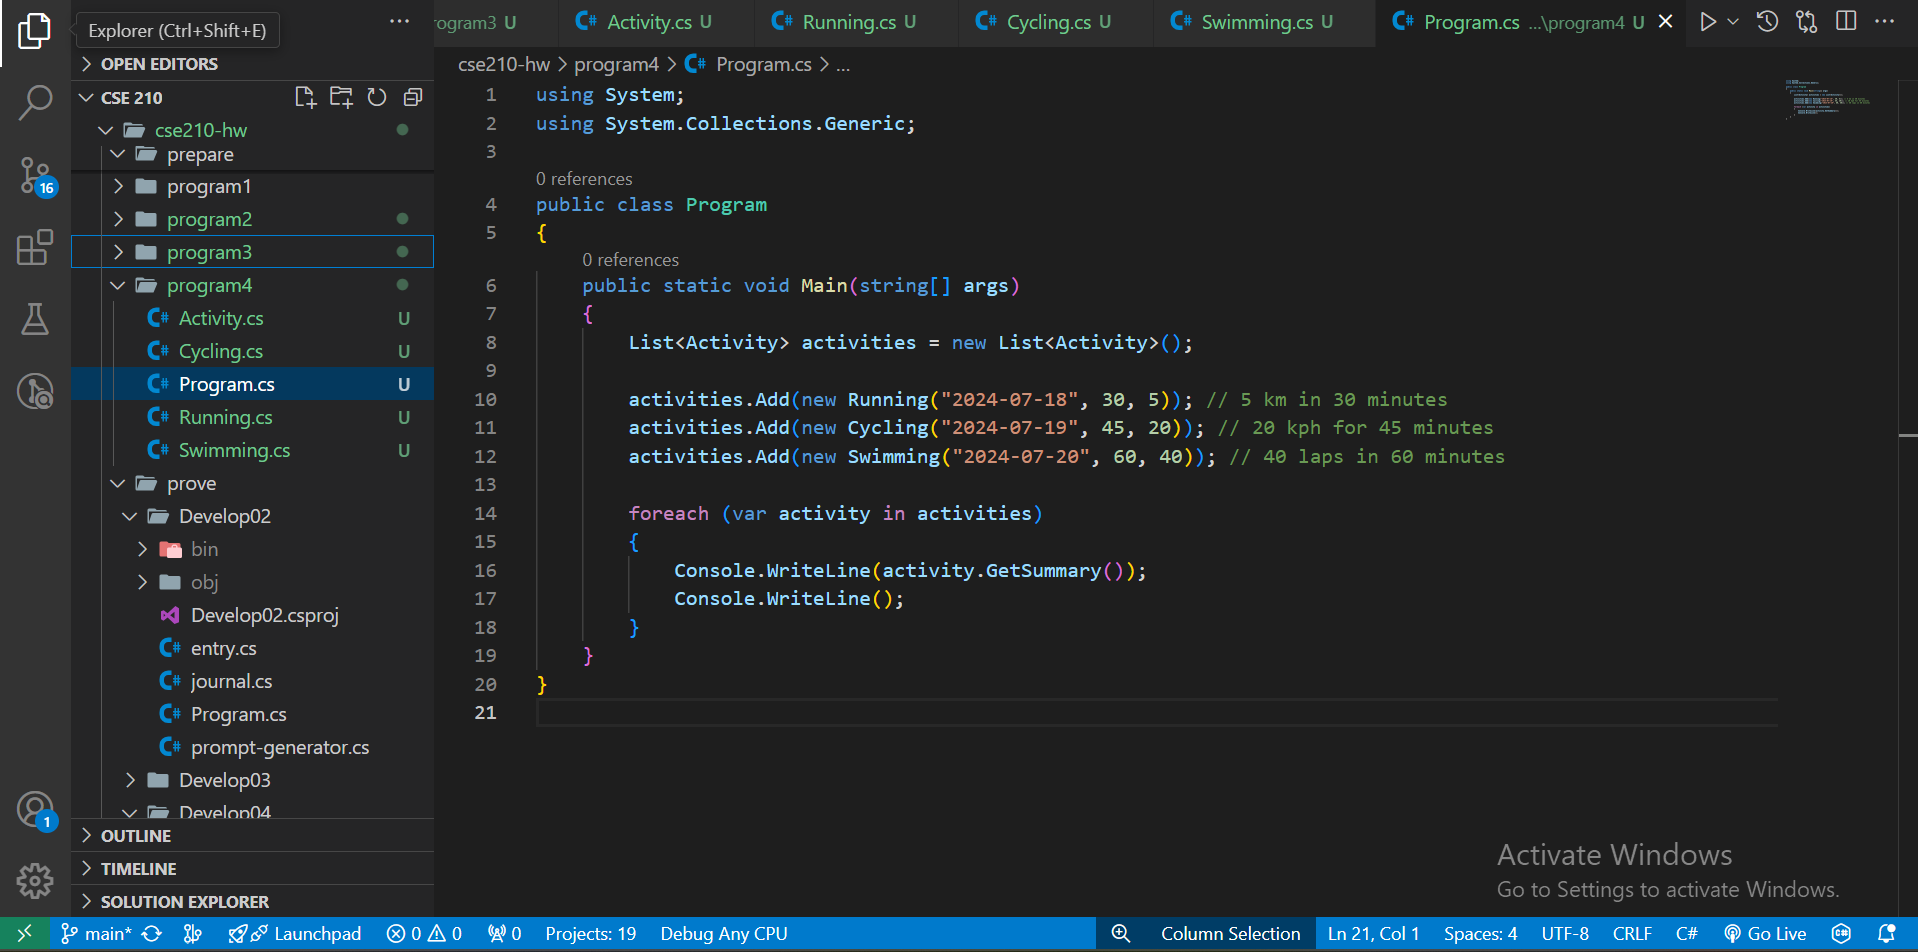 Explorer (Ctrl+Shift+E)
rogram3 U
Activity.cs U
Running.cs U
Cycling.cs U
Swimming.cs U
Program.cs ...\program4 U
OPEN EDITORS
CSE 210
cse210-hw
prepare
program1
program2
program3
program4
Activity.cs U
Cycling.cs U
Program.cs U
Running.cs U
Swimming.cs U
prove
Develop02
bin
obj
Develop02.csproj
entry.cs
journal.cs
Program.cs
prompt-generator.cs
Develop03
Develop04
OUTLINE
TIMELINE
SOLUTION EXPLORER
16
1
cse210-hw > program4 > C# Program.cs > ...
1 using System;
2 using System.Collections.Generic;
3
0 references
4 public class Program
5 {
0 references
6 public static void Main(string[] args)
7 {
8 List<Activity> activities = new List<Activity>();
9
10 activities.Add(new Running("2024-07-18", 30, 5)); // 5 km in 30 minutes
11 activities.Add(new Cycling("2024-07-19", 45, 20)); // 20 kph for 45 minutes
12 activities.Add(new Swimming("2024-07-20", 60, 40)); // 40 laps in 60 minutes
13
14 foreach (var activity in activities)
15 {
16 Console.WriteLine(activity.GetSummary());
17 Console.WriteLine();
18 }
19 }
20 }
21
Activate Windows
Go to Settings to activate Windows.
main* Launchpad 0 0 0 Projects: 19 Debug Any CPU Column Selection Ln 21, Col 1 Spaces: 4 UTF-8 CRLF C# Go Live